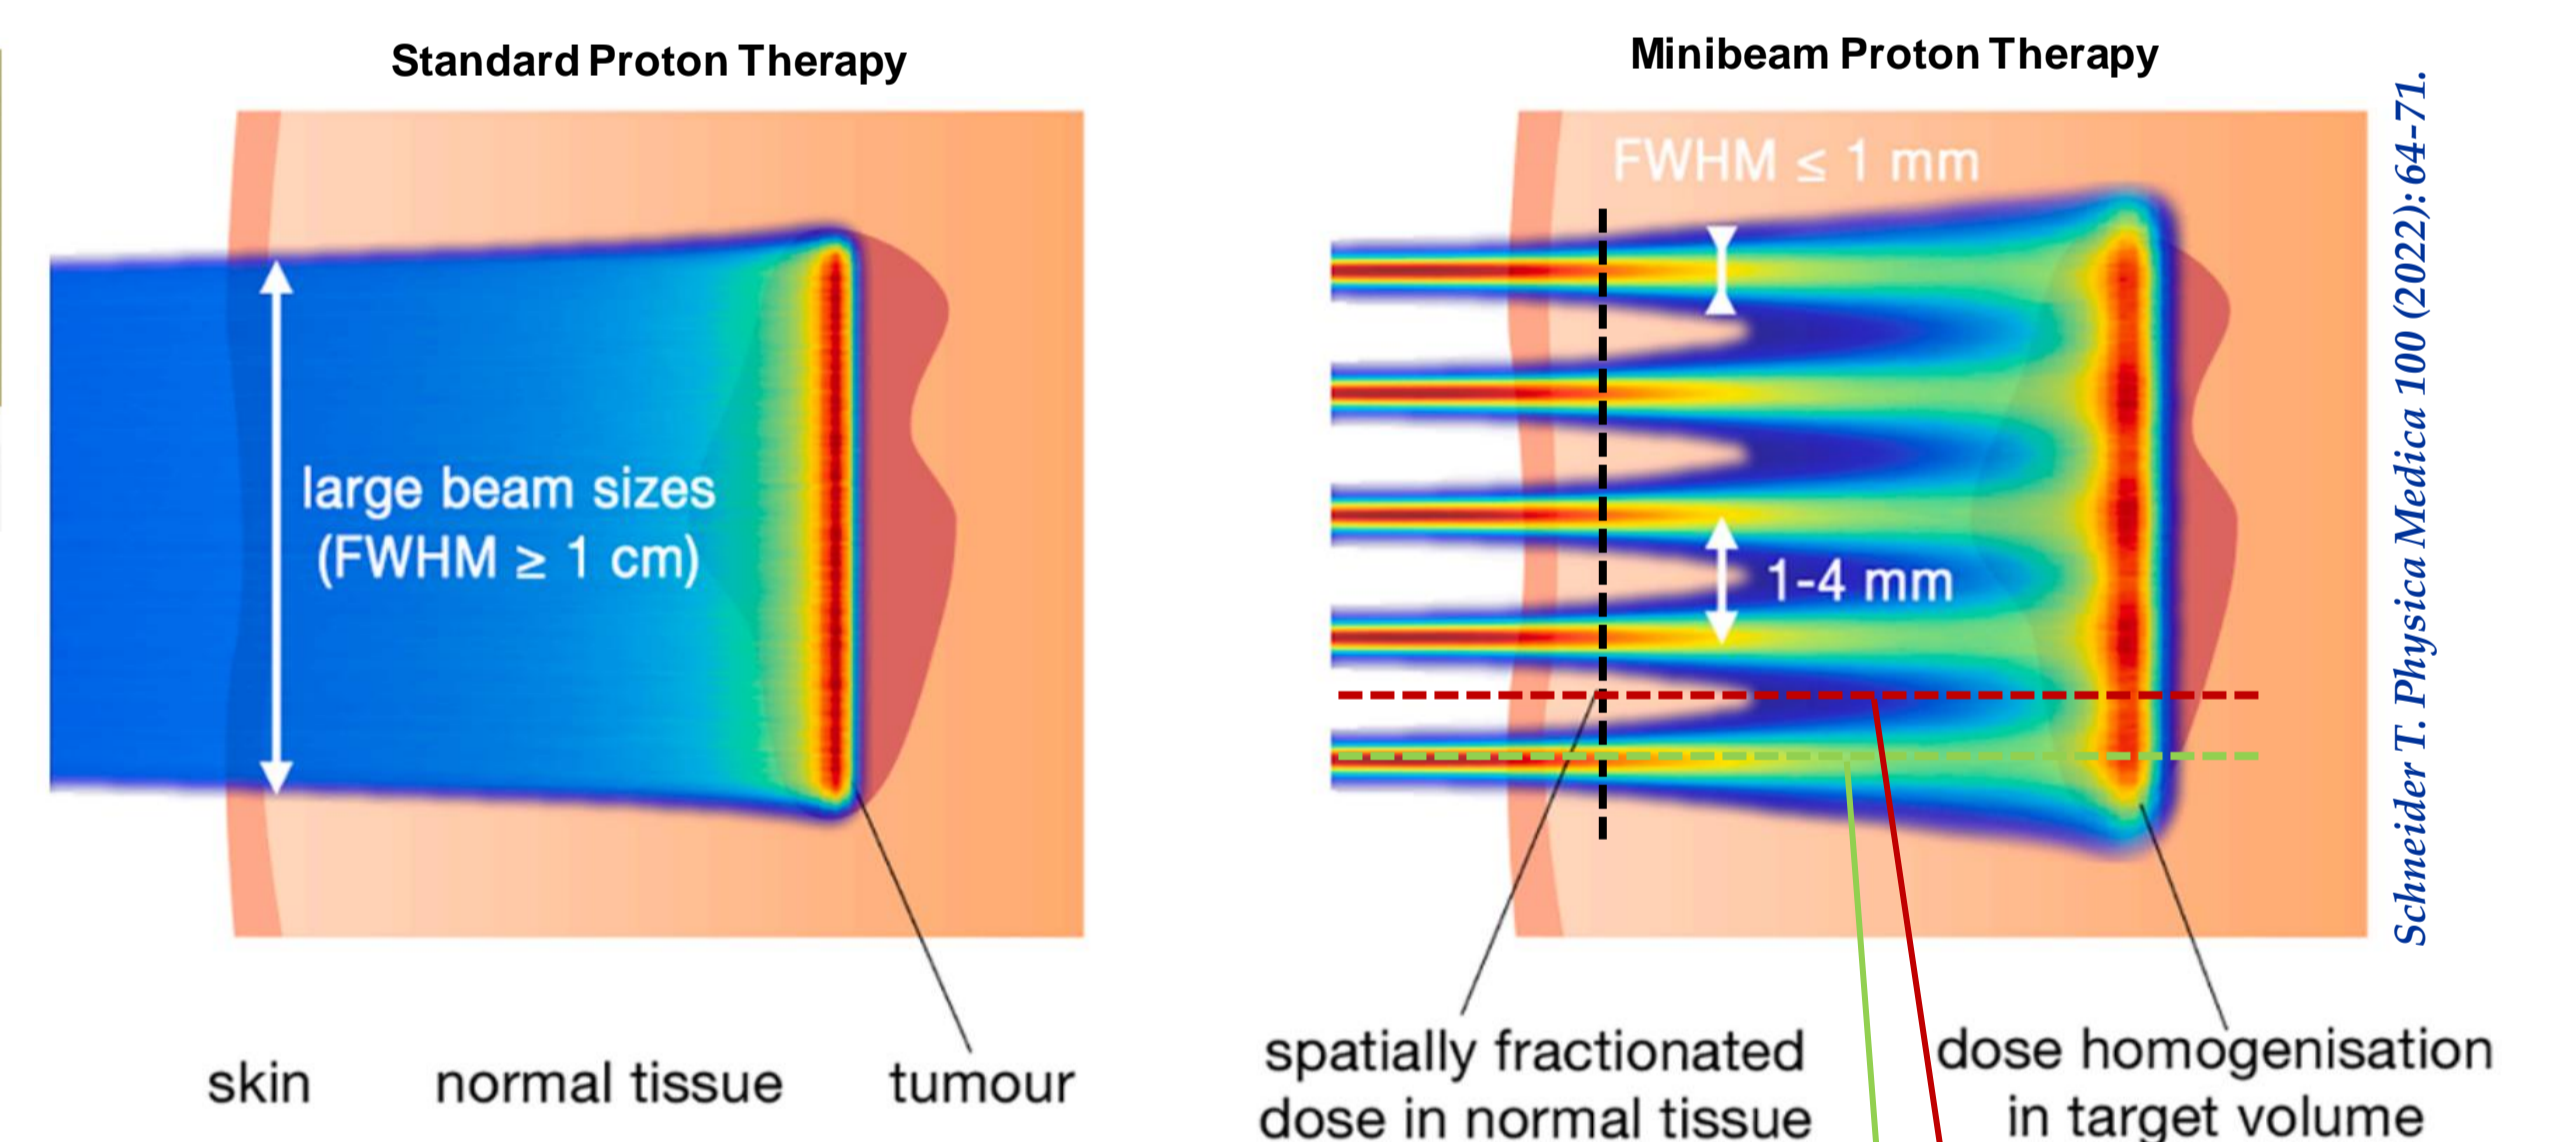 Standard Proton Therapy
large beam sizes
(FWHM ≥ 1 cm)
skin
normal tissue
tumour
Minibeam Proton Therapy
FWHM ≤ 1 mm
1-4 mm
spatially fractionated
dose in normal tissue
dose homogenisation
in target volume
Schneider T. Physica Medica 100 (2022): 64-71.